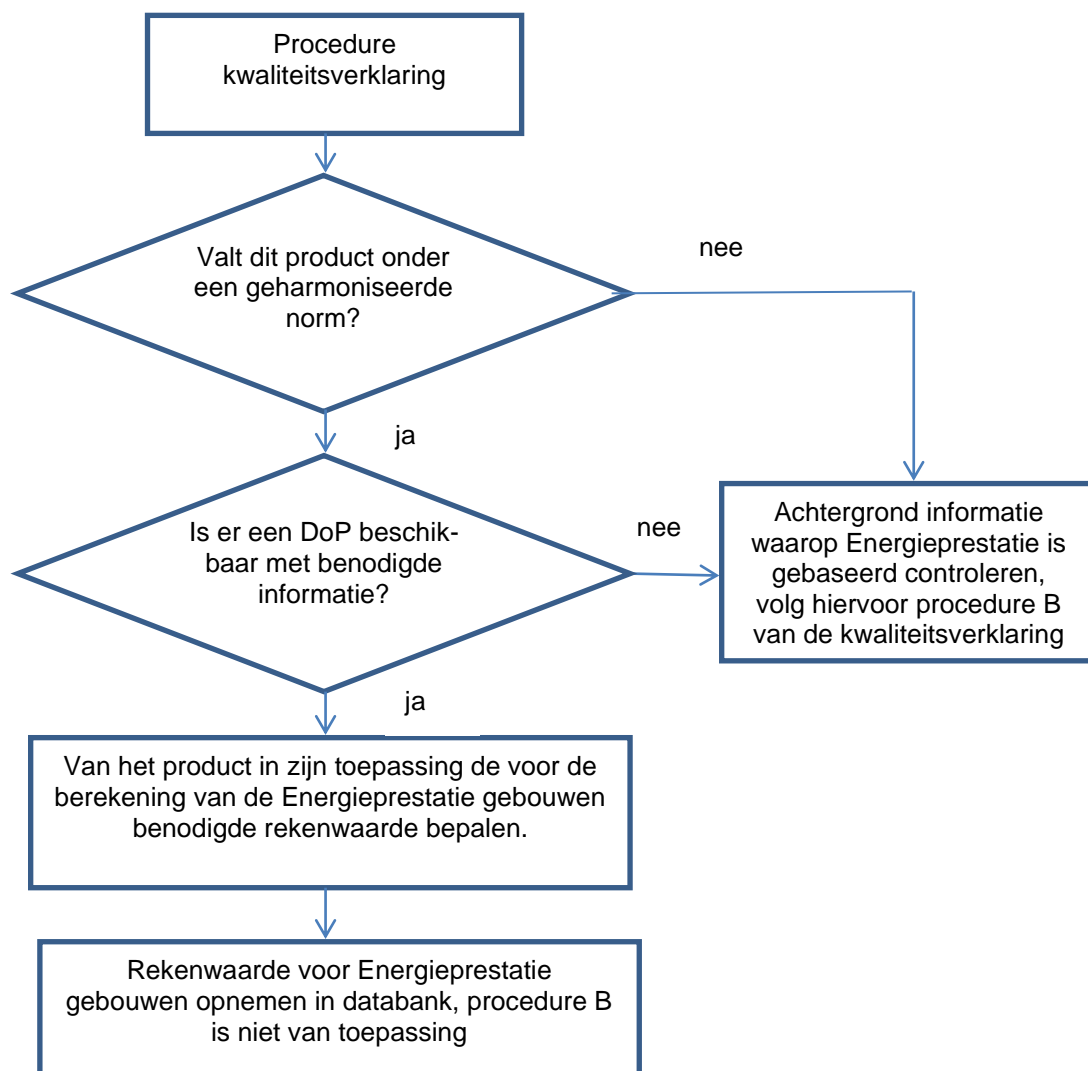 Procedure
kwaliteitsverklaring
Valt dit product onder
een geharmoniseerde
norm?
nee
ja
Is er een DoP beschik-
baar met benodigde
informatie?
nee
Achtergrond informatie
waarop Energieprestatie is
gebaseerd controleren,
volg hiervoor procedure B
van de kwaliteitsverklaring
ja
Van het product in zijn toepassing de voor de
berekening van de Energieprestatie gebouwen
benodigde rekenwaarde bepalen.
Rekenwaarde voor Energieprestatie
gebouwen opnemen in databank, procedure B
is niet van toepassing